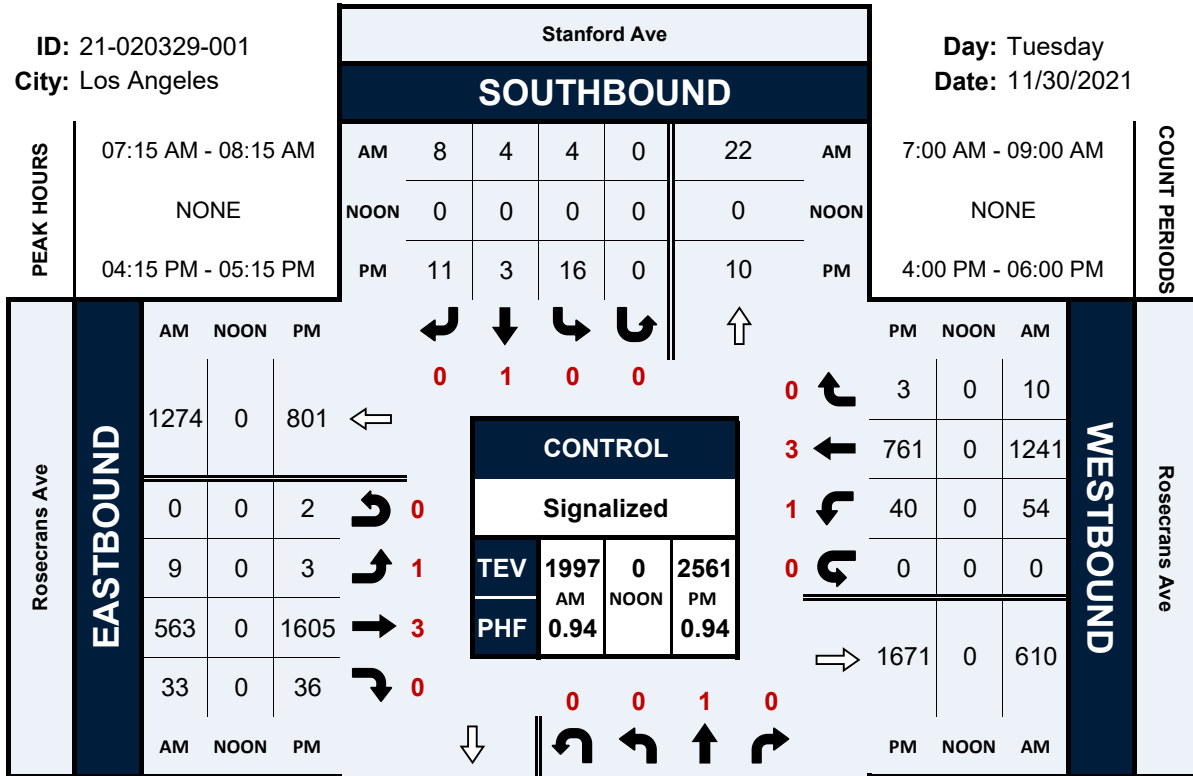 ID: 21-020329-001
City: Los Angeles
Stanford Ave
SOUTHBOUND
Day: Tuesday
Date: 11/30/2021
PEAK HOURS
07:15 AM - 08:15 AM
NONE
04:15 PM - 05:15 PM
AM 8 4 4 0 22 AM
NOON 0 0 0 0 0 NOON
PM 11 3 16 0 10 PM
7:00 AM - 09:00 AM
NONE
4:00 PM - 06:00 PM
COUNT PERIODS
0 1 0 0
Rosecrans Ave
EASTBOUND
AM NOON PM
1274 0 801
0 0 2 0
9 0 3 1
563 0 1605 3
33 0 36 0
AM NOON PM
CONTROL
Signalized
TEV 1997 0 2561
AM NOON PM
PHF 0.94 0.94
PM NOON AM
0 3 0 10
3 761 0 1241
1 40 0 54
0 0 0 0
1671 0 610
PM NOON AM
WESTBOUND
Rosecrans Ave
0 0 1 0